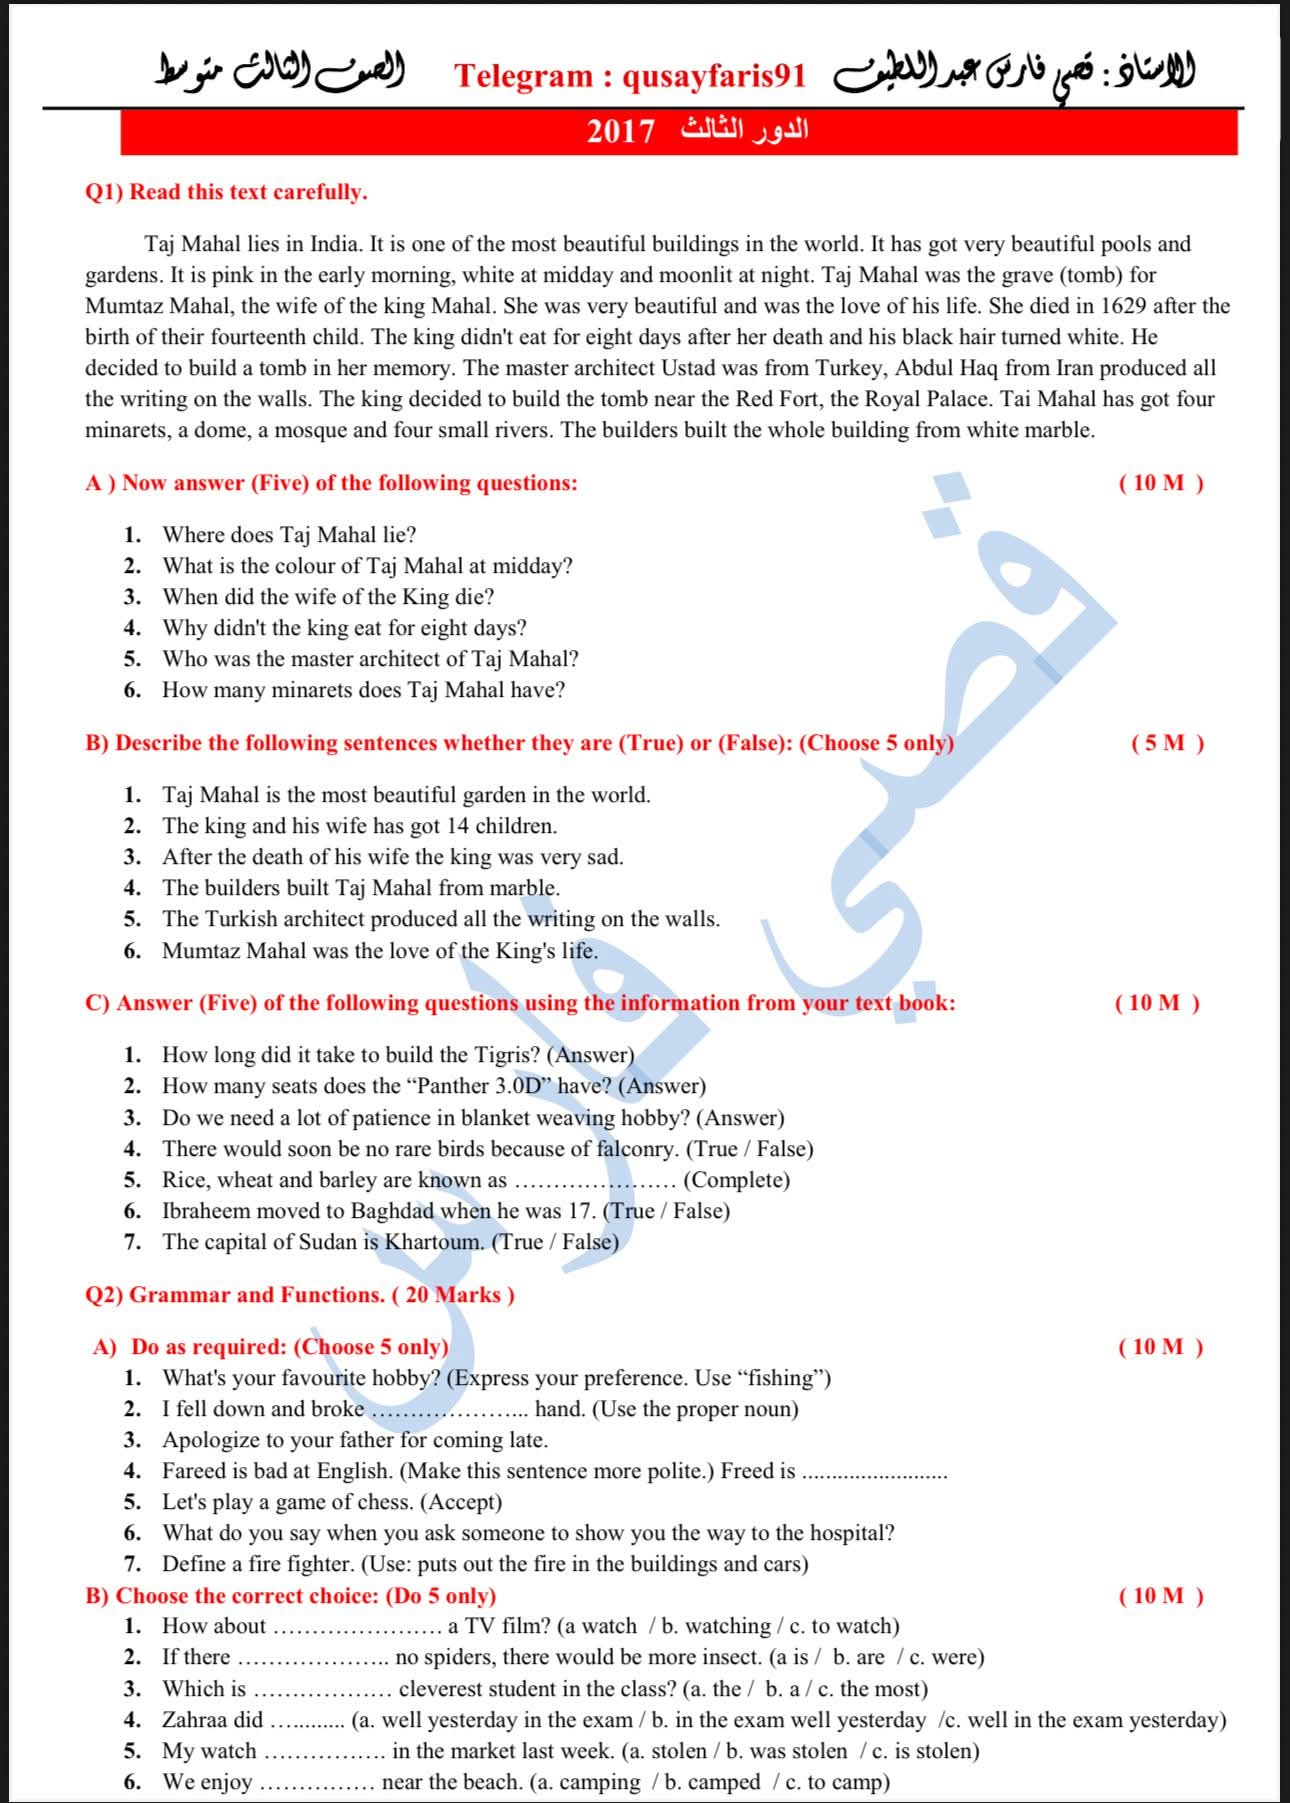 الاستاذ : قصي فارس عبد اللطيف Telegram : qusayfaris91 الصف الثالث متوسط
الدور الثالث 2017
Q1) Read this text carefully.
Taj Mahal lies in India. It is one of the most beautiful buildings in the world. It has got very beautiful pools and
gardens. It is pink in the early morning, white at midday and moonlit at night. Taj Mahal was the grave (tomb) for
Mumtaz Mahal, the wife of the king Mahal. She was very beautiful and was the love of his life. She died in 1629 after the
birth of their fourteenth child. The king didn't eat for eight days after her death and his black hair turned white. He
decided to build a tomb in her memory. The master architect Ustad was from Turkey, Abdul Haq from Iran produced all
the writing on the walls. The king decided to build the tomb near the Red Fort, the Royal Palace. Tai Mahal has got four
minarets, a dome, a mosque and four small rivers. The builders built the whole building from white marble.
A ) Now answer (Five) of the following questions: ( 10 M )
1. Where does Taj Mahal lie?
2. What is the colour of Taj Mahal at midday?
3. When did the wife of the King die?
4. Why didn't the king eat for eight days?
5. Who was the master architect of Taj Mahal?
6. How many minarets does Taj Mahal have?
B) Describe the following sentences whether they are (True) or (False): (Choose 5 only) ( 5 M )
1. Taj Mahal is the most beautiful garden in the world.
2. The king and his wife has got 14 children.
3. After the death of his wife the king was very sad.
4. The builders built Taj Mahal from marble.
5. The Turkish architect produced all the writing on the walls.
6. Mumtaz Mahal was the love of the King's life.
C) Answer (Five) of the following questions using the information from your text book: ( 10 M )
1. How long did it take to build the Tigris? (Answer)
2. How many seats does the “Panther 3.0D” have? (Answer)
3. Do we need a lot of patience in blanket weaving hobby? (Answer)
4. There would soon be no rare birds because of falconry. (True / False)
5. Rice, wheat and barley are known as ..................... (Complete)
6. Ibraheem moved to Baghdad when he was 17. (True / False)
7. The capital of Sudan is Khartoum. (True / False)
Q2) Grammar and Functions. ( 20 Marks )
A) Do as required: (Choose 5 only) ( 10 M )
1. What's your favourite hobby? (Express your preference. Use “fishing”)
2. I fell down and broke .................... hand. (Use the proper noun)
3. Apologize to your father for coming late.
4. Fareed is bad at English. (Make this sentence more polite.) Freed is .........................
5. Let's play a game of chess. (Accept)
6. What do you say when you ask someone to show you the way to the hospital?
7. Define a fire fighter. (Use: puts out the fire in the buildings and cars)
B) Choose the correct choice: (Do 5 only) ( 10 M )
1. How about ...................... a TV film? (a watch / b. watching / c. to watch)
2. If there .................... no spiders, there would be more insect. (a is / b. are / c. were)
3. Which is .................. cleverest student in the class? (a. the / b. a / c. the most)
4. Zahraa did ............ (a. well yesterday in the exam / b. in the exam well yesterday /c. well in the exam yesterday)
5. My watch ................ in the market last week. (a. stolen / b. was stolen / c. is stolen)
6. We enjoy ............... near the beach. (a. camping / b. camped / c. to camp)
قصي فارس